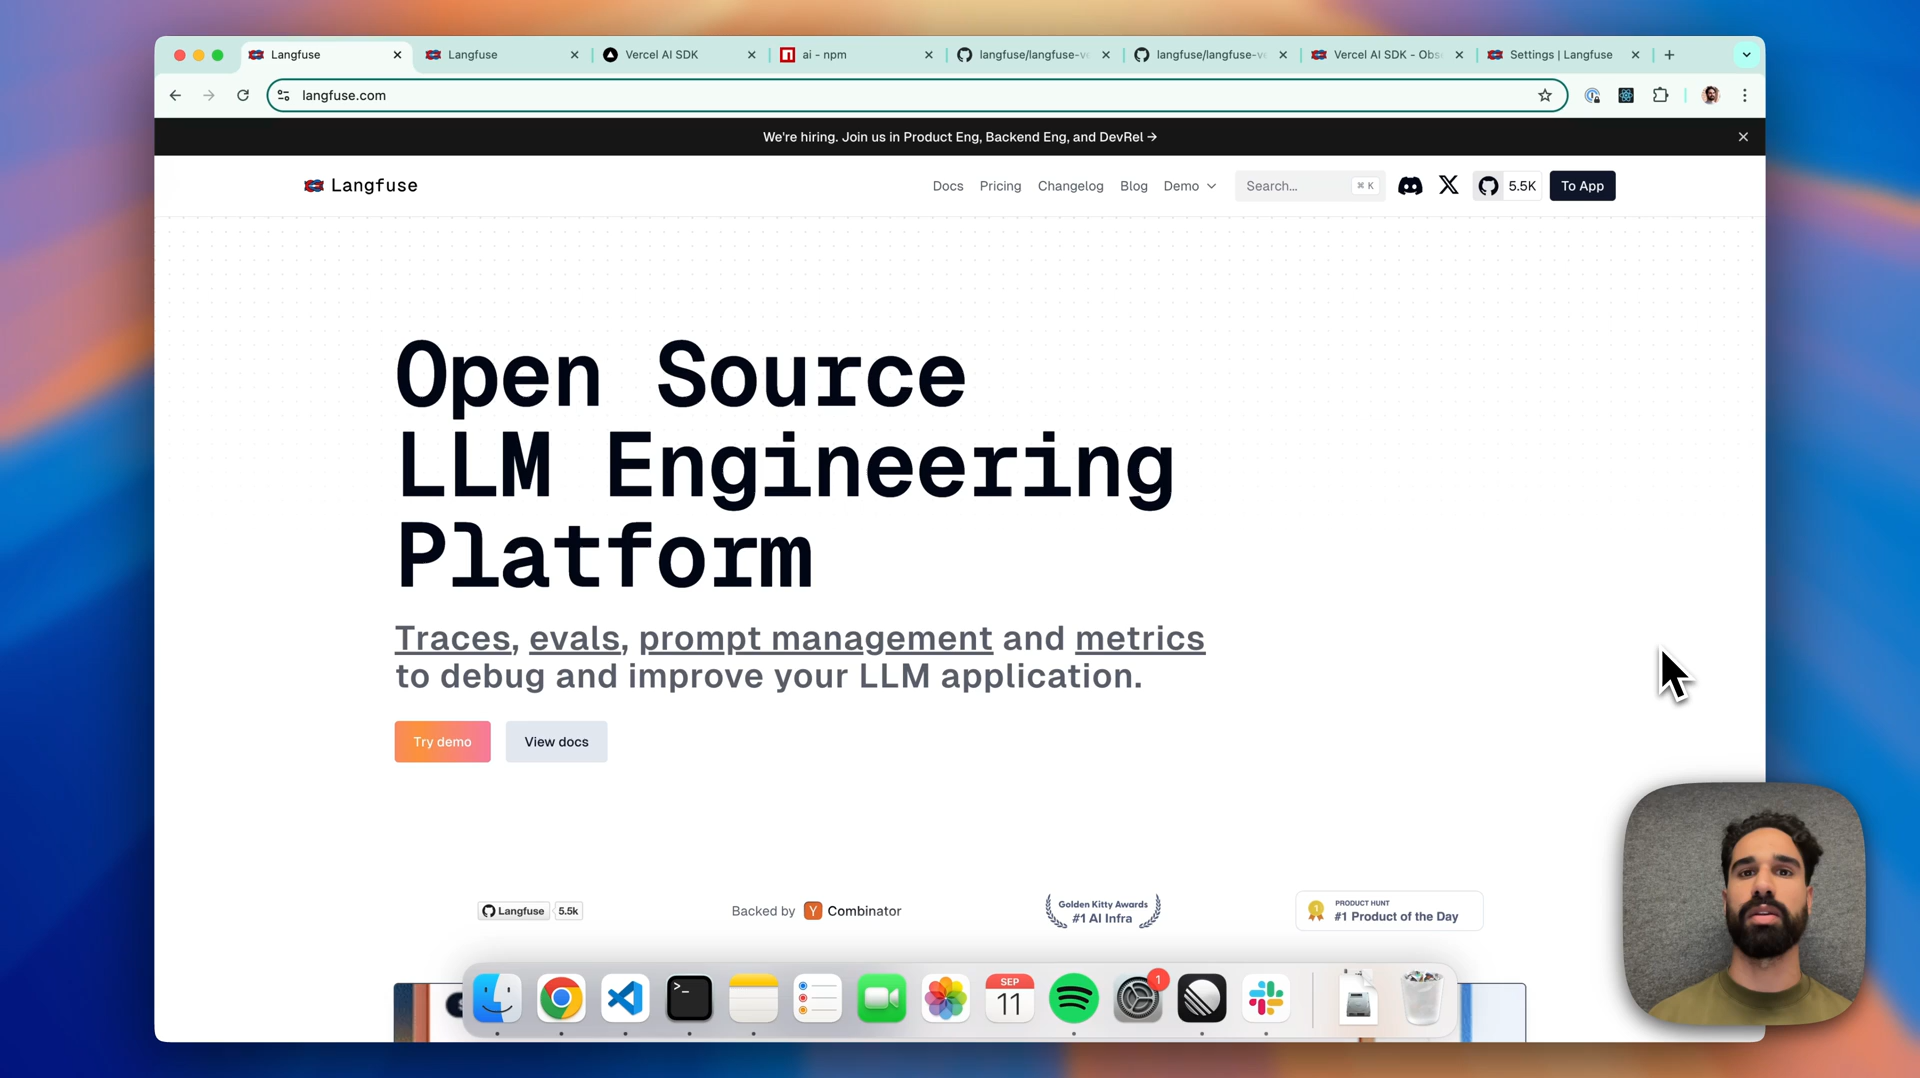 Langfuse
Langfuse
Vercel AI SDK
ai - npm
langfuse/langfuse-v
langfuse/langfuse-v
Vercel AI SDK - Obs
Settings | Langfuse
langfuse.com
We're hiring. Join us in Product Eng, Backend Eng, and DevRel →
Langfuse
Docs
Pricing
Changelog
Blog
Demo
Search...
⌘ K
5.5K
To App
Open Source
LLM Engineering
Platform
Traces, evals, prompt management and metrics
to debug and improve your LLM application.
Try demo
View docs
Langfuse
5.5k
Backed by Y Combinator
Golden Kitty Awards
#1 AI Infra
1
PRODUCT HUNT
#1 Product of the Day
>_
SEP
11
1